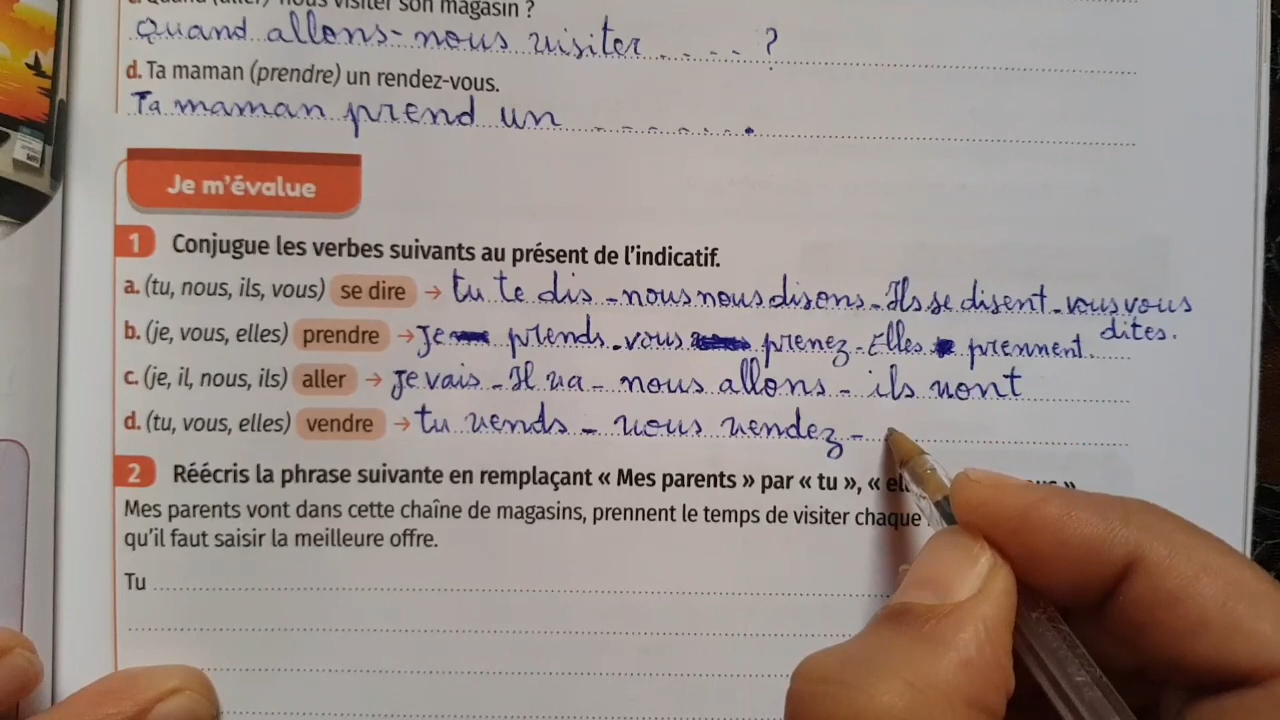 nous visiter son magasin ?
Quand allons-nous visiter .... ?
d. Ta maman (prendre) un rendez-vous.
Ta maman prend un ........
Je m'évalue
1 Conjugue les verbes suivants au présent de l'indicatif.
a. (tu, nous, ils, vous) se dire → tu te dis - nous nous disons - Ils se disent - vous vous
dites.
b. (je, vous, elles) prendre → Je prends - vous prenez - Elles prennent.
c. (je, il, nous, ils) aller → je vais - Il va - nous allons - ils vont
d. (tu, vous, elles) vendre → tu vends - vous vendez -
2 Réécris la phrase suivante en remplaçant « Mes parents » par « tu », «
Mes parents vont dans cette chaîne de magasins, prennent le temps de visiter chaque
qu'il faut saisir la meilleure offre.
Tu